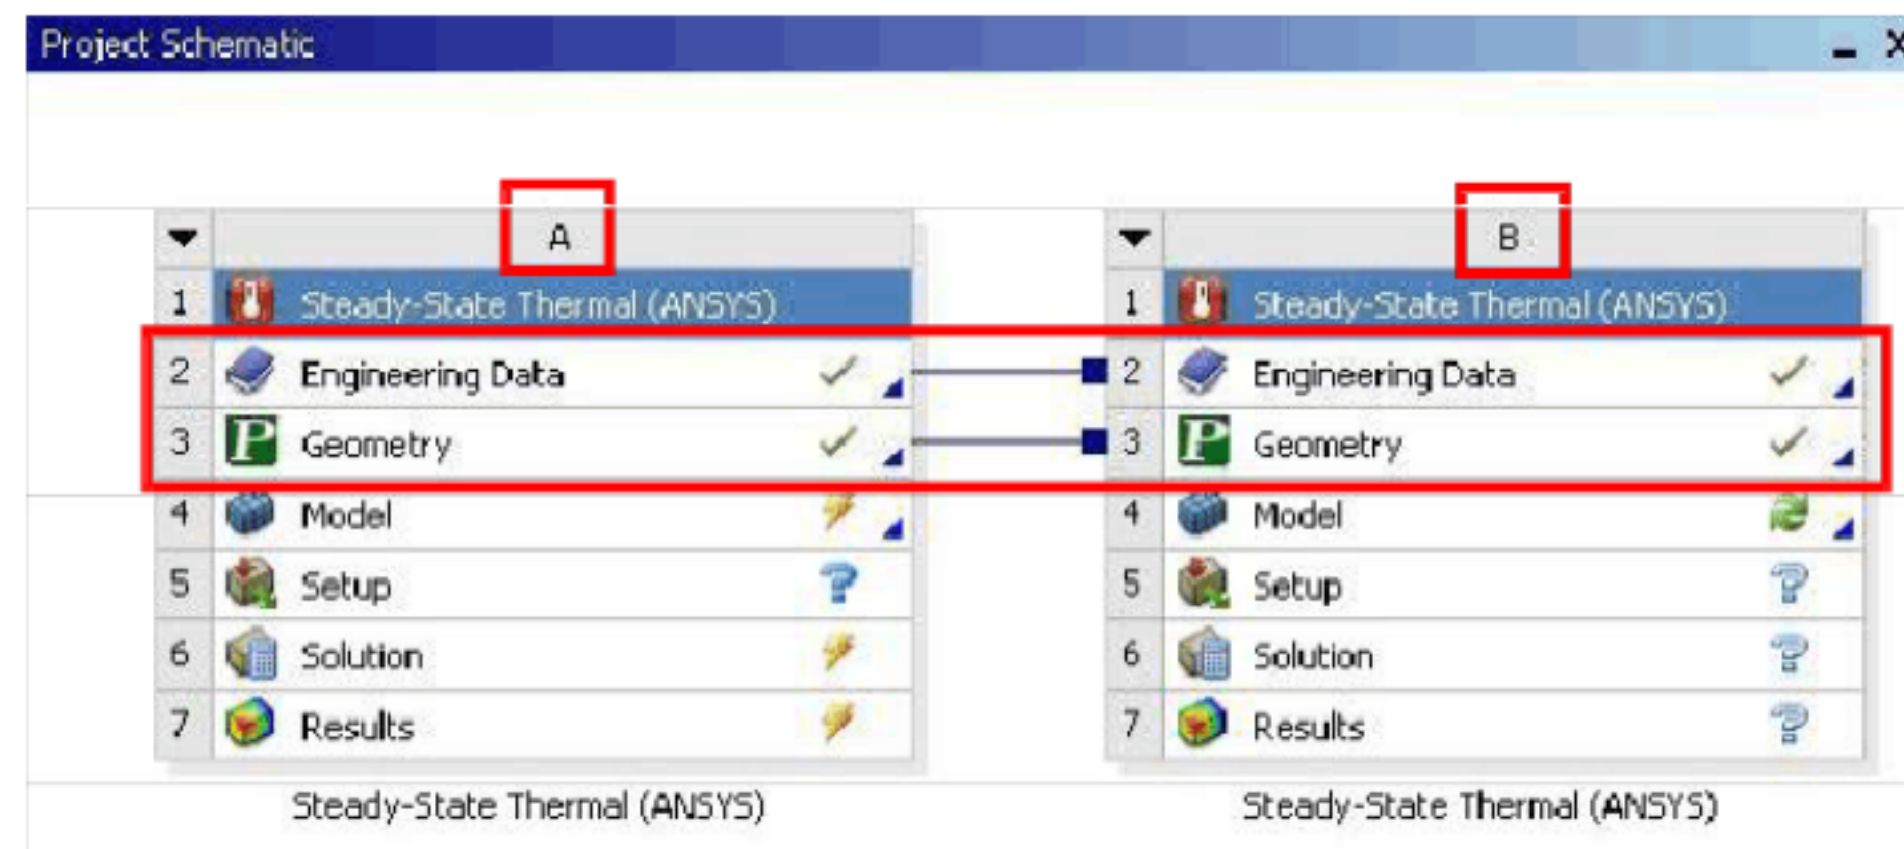 Project Schematic
A
1 Steady-State Thermal (ANSYS)
2 Engineering Data
3 Geometry
4 Model
5 Setup
6 Solution
7 Results
Steady-State Thermal (ANSYS)
B
1 Steady-State Thermal (ANSYS)
2 Engineering Data
3 Geometry
4 Model
5 Setup
6 Solution
7 Results
Steady-State Thermal (ANSYS)